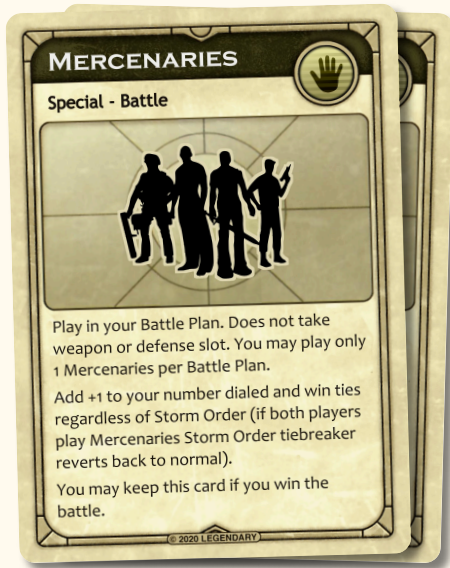 MERCENARIES
Special - Battle
Play in your Battle Plan. Does not take
weapon or defense slot. You may play only
1 Mercenaries per Battle Plan.
Add +1 to your number dialed and win ties
regardless of Storm Order (if both players
play Mercenaries Storm Order tiebreaker
reverts back to normal).
You may keep this card if you win the
battle.
© 2020 LEGENDARY